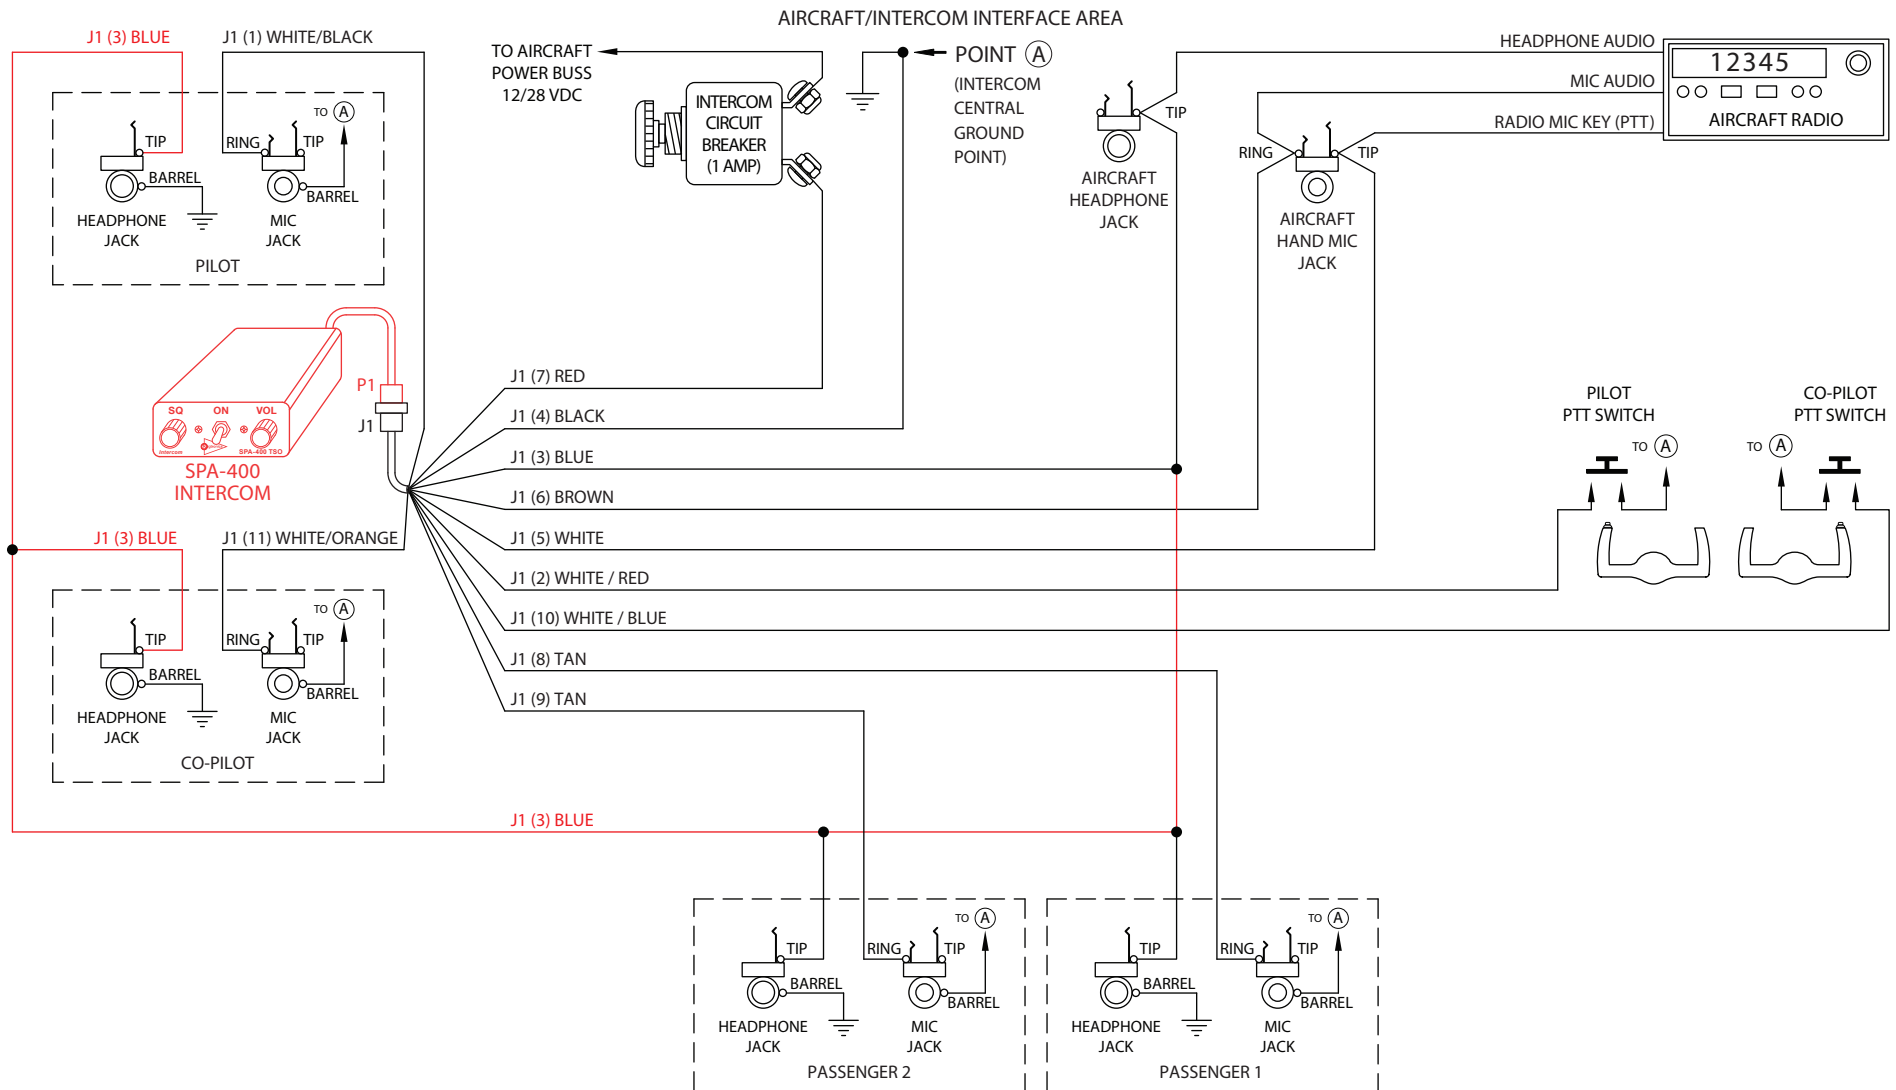 AIRCRAFT/INTERCOM INTERFACE AREA
J1 (3) BLUE
J1 (1) WHITE/BLACK
TO AIRCRAFT
POWER BUSS
12/28 VDC
POINT A
(INTERCOM
CENTRAL
GROUND
POINT)
INTERCOM
CIRCUIT
BREAKER
(1 AMP)
HEADPHONE AUDIO
MIC AUDIO
RADIO MIC KEY (PTT)
12345
AIRCRAFT RADIO
TIP
AIRCRAFT
HEADPHONE
JACK
RING
TIP
AIRCRAFT
HAND MIC
JACK
TO A
TIP
RING
TIP
BARREL
BARREL
HEADPHONE
JACK
MIC
JACK
PILOT
P1
J1
SQ
ON
VOL
Intercom
SPA-400 TSO
SPA-400
INTERCOM
J1 (7) RED
J1 (4) BLACK
J1 (3) BLUE
J1 (6) BROWN
J1 (5) WHITE
J1 (2) WHITE / RED
J1 (10) WHITE / BLUE
J1 (8) TAN
J1 (9) TAN
PILOT
PTT SWITCH
TO A
CO-PILOT
PTT SWITCH
TO A
J1 (3) BLUE
J1 (11) WHITE/ORANGE
TO A
TIP
RING
TIP
BARREL
BARREL
HEADPHONE
JACK
MIC
JACK
CO-PILOT
J1 (3) BLUE
TO A
TIP
RING
TIP
BARREL
BARREL
HEADPHONE
JACK
MIC
JACK
PASSENGER 2
TO A
TIP
RING
TIP
BARREL
BARREL
HEADPHONE
JACK
MIC
JACK
PASSENGER 1